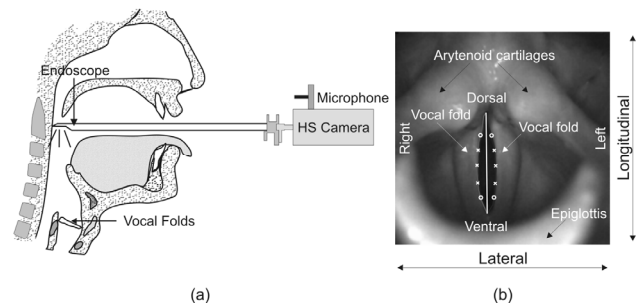 (a)
Endoscope
Microphone
HS Camera
Vocal Folds
(a)
(b)
Arytenoid cartilages
Dorsal
Vocal fold
Vocal fold
Right
Left
Longitudinal
Ventral
Epiglottis
Lateral
(b)